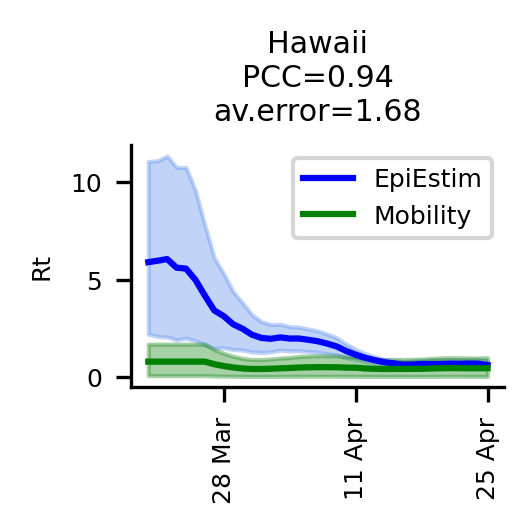 Hawaii
PCC=0.94
av.error=1.68
EpiEstim
Mobility
Rt
10
5
0
28 Mar
11 Apr
25 Apr